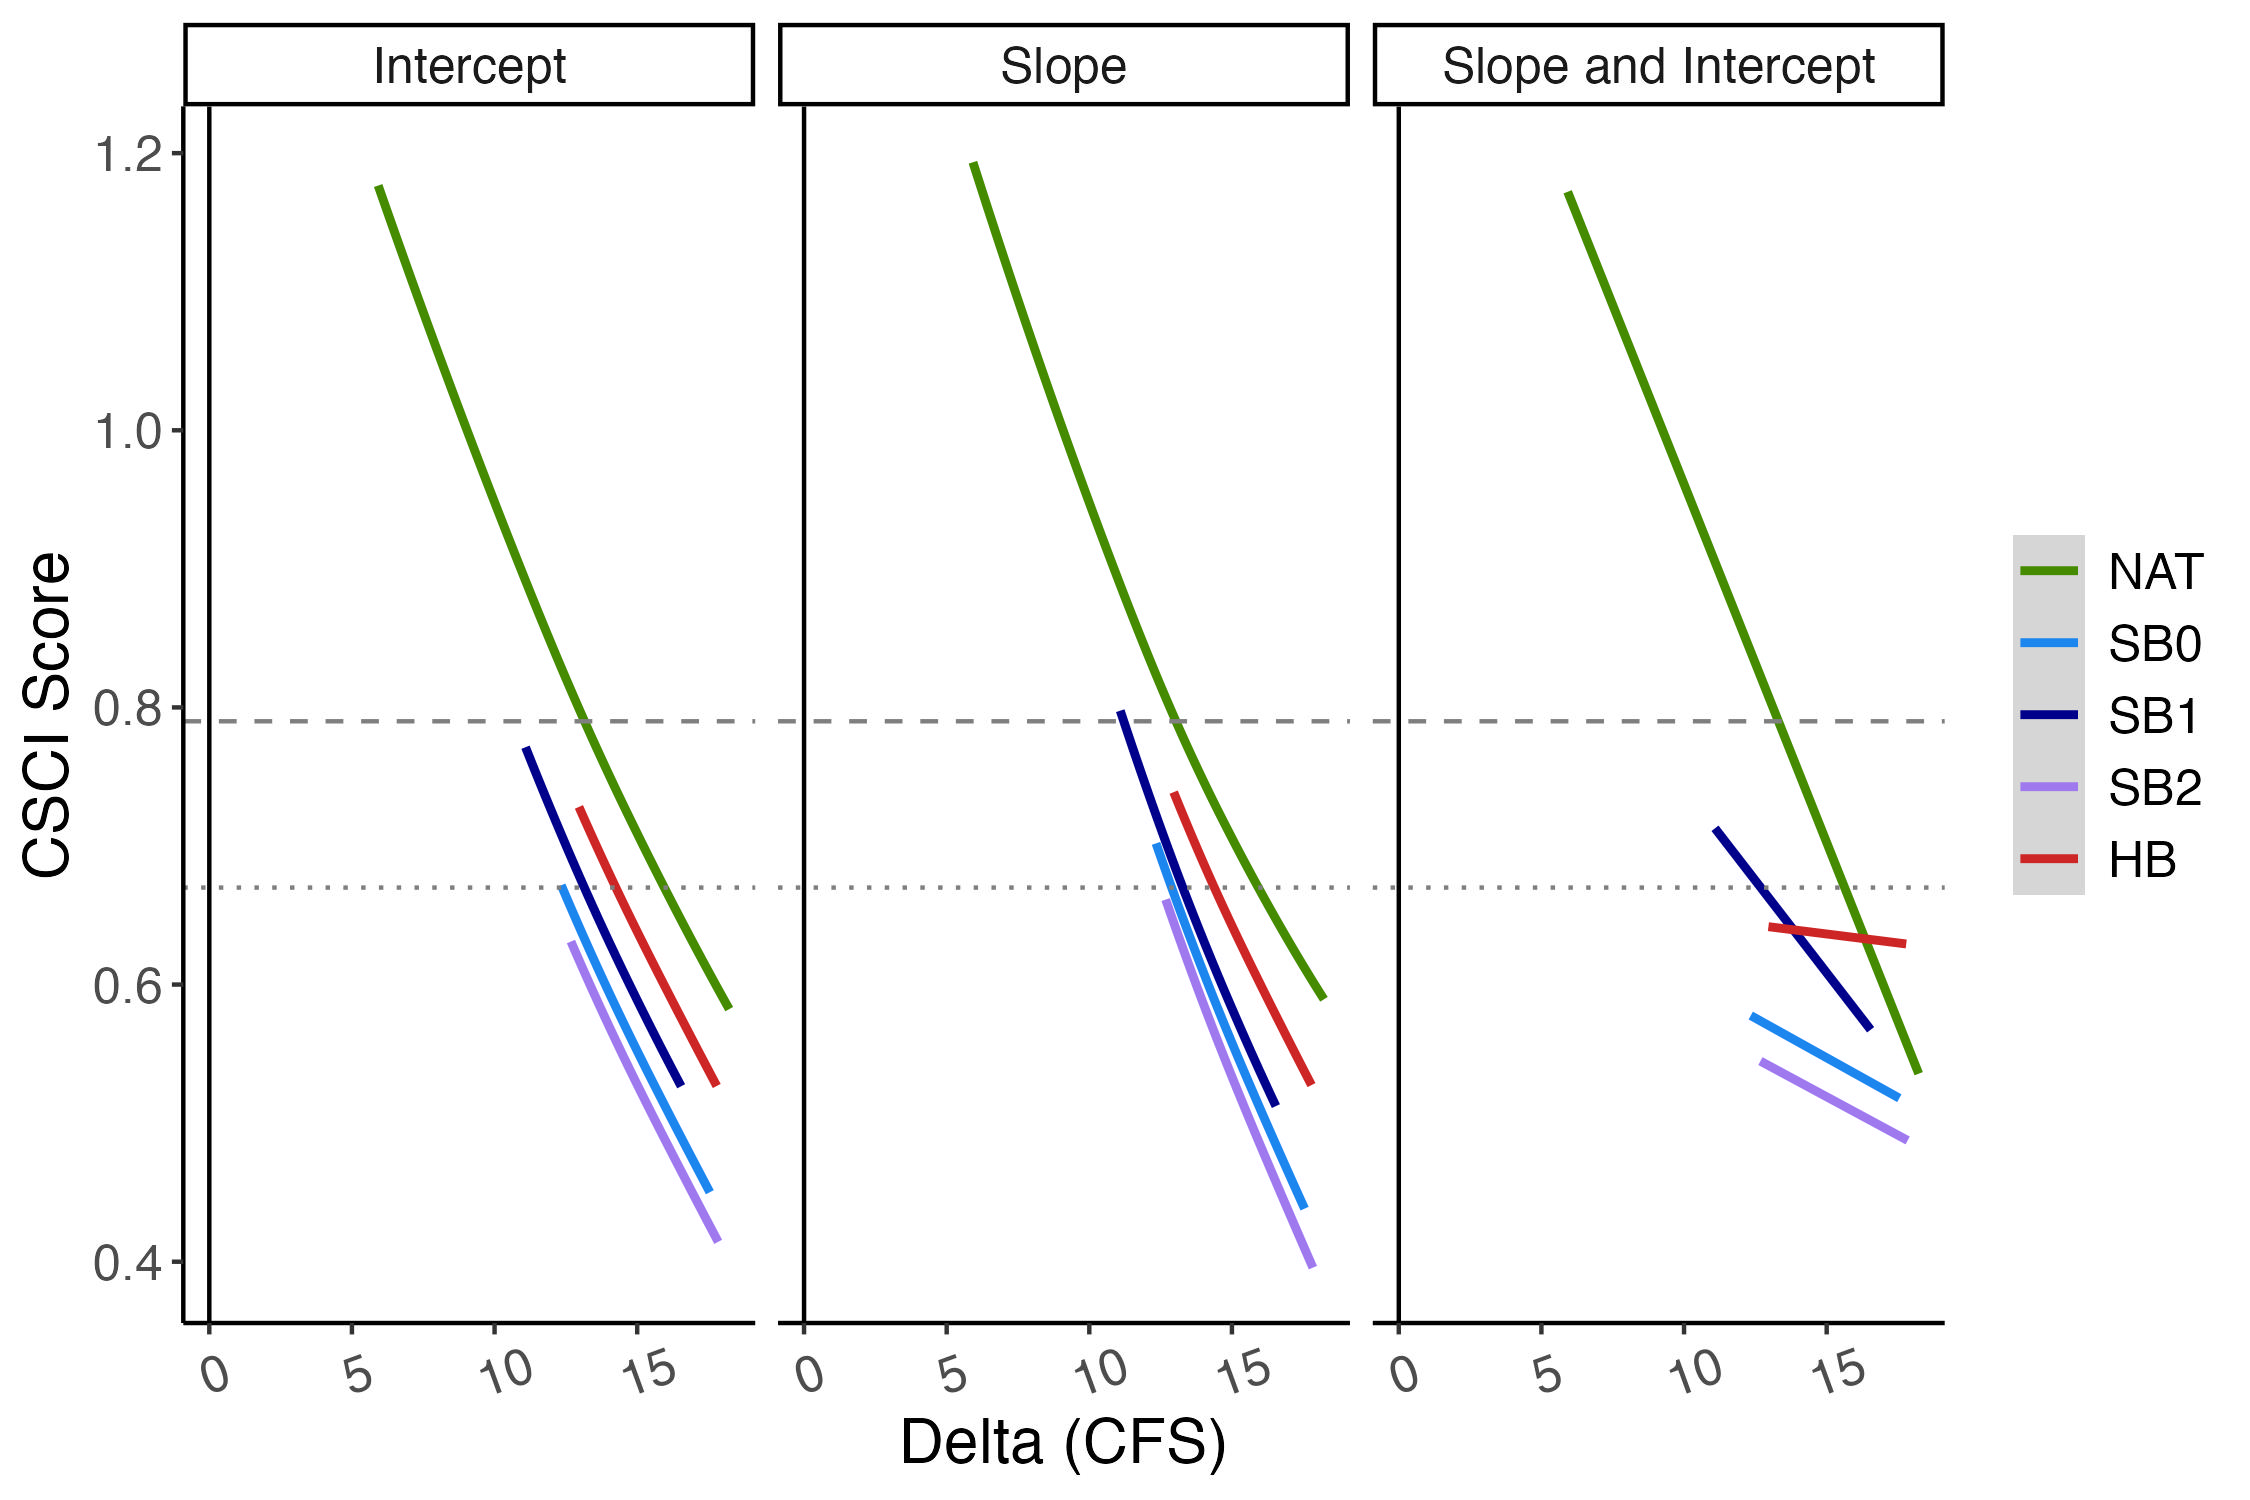 Intercept
Slope
Slope and Intercept
1.2
1.0
0.8
0.6
0.4
CSCI Score
0 5 10 15
0 5 10 15
0 5 10 15
Delta (CFS)
NAT
SB0
SB1
SB2
HB